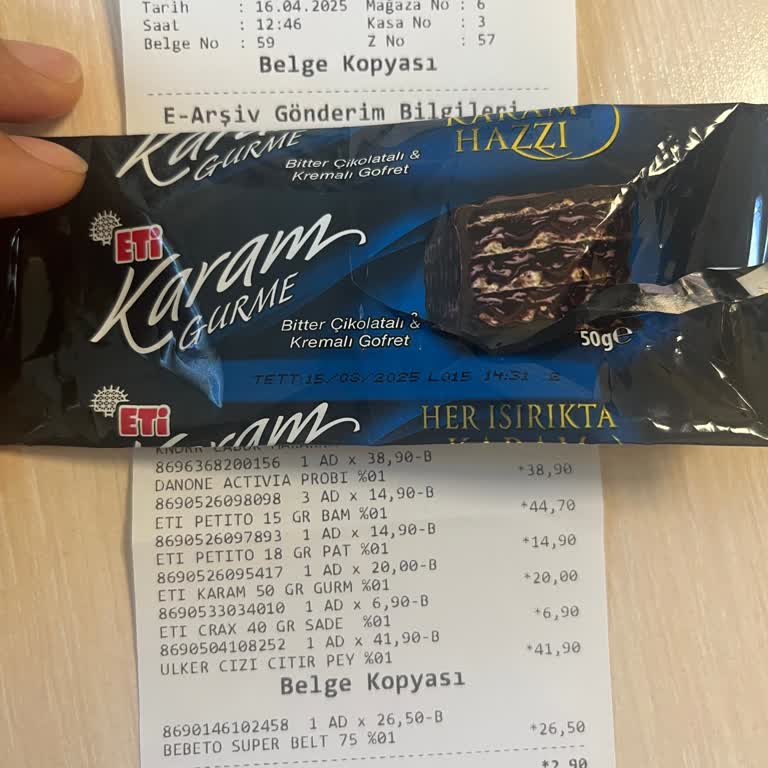 Tarih : 16.04.2025 Mağaza No : 6
Saat : 12:46 Kasa No : 3
Belge No : 59 Z No : 57
Belge Kopyası
E-Arşiv Gönderim Bilgileri
Karam
GURME
Bitter Çikolatalı &
Kremalı Gofret
KARAM
HAZZI
ETİ
Karam
GURME
Bitter Çikolatalı &
Kremalı Gofret
50g℮
TETT:15/08/2025 L015 14:31 2
ETİ
Karam
HER ISIRIKTA
KARAM
8696368200156 1 AD x 38,90-B
DANONE ACTIVIA PROBI %01 *38,90
8690526098098 3 AD x 14,90-B
ETI PETITO 15 GR BAM %01 *44,70
8690526097893 1 AD x 14,90-B
ETI PETITO 18 GR PAT %01 *14,90
8690526095417 1 AD x 20,00-B
ETI KARAM 50 GR GURM %01 *20,00
8690533034010 1 AD x 6,90-B
ETI CRAX 40 GR SADE %01 *6,90
8690504108252 1 AD x 41,90-B
ULKER CIZI CITIR PEY %01 *41,90
Belge Kopyası
8690146102458 1 AD x 26,50-B
BEBETO SUPER BELT 75 %01 *26,50
*2,90